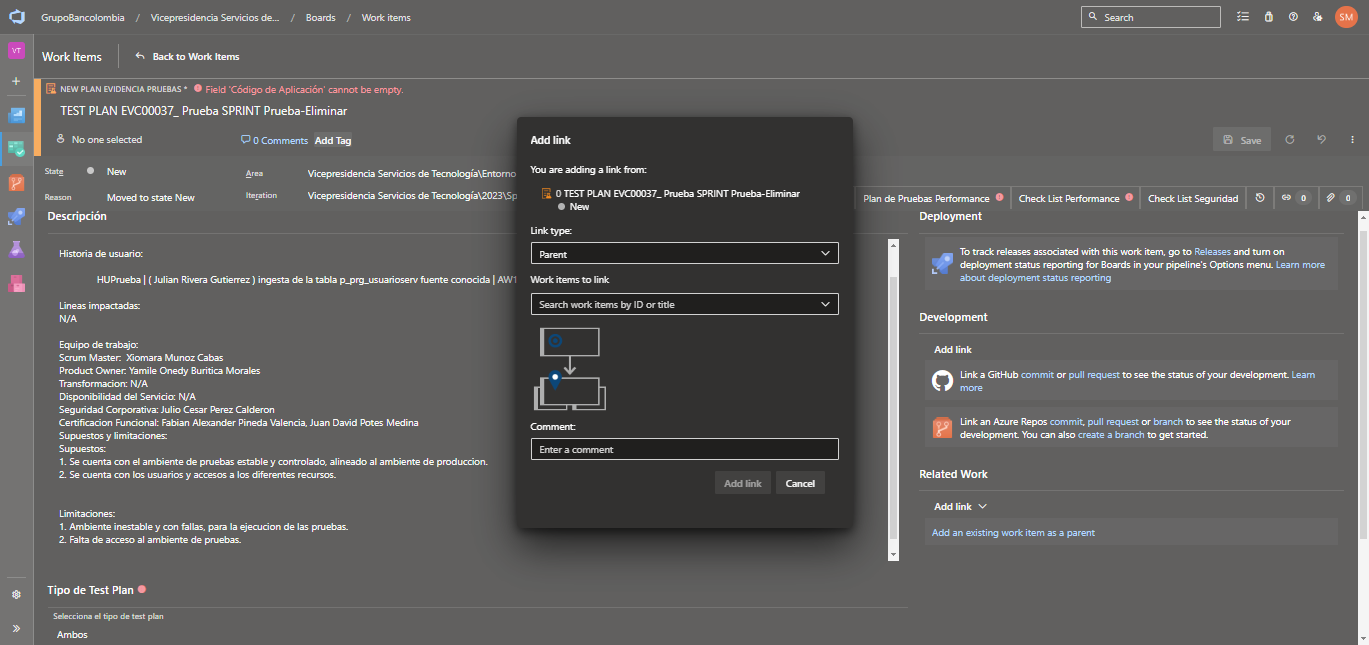 GrupoBancolombia / Vicepresidencia Servicios de... / Boards / Work items
Search
SM
VT
Work Items
Back to Work Items
NEW PLAN EVIDENCIA PRUEBAS * Field 'Código de Aplicación' cannot be empty.
TEST PLAN EVC00037_ Prueba SPRINT Prueba-Eliminar
No one selected
0 Comments
Add Tag
Save
State
New
Area
Vicepresidencia Servicios de Tecnología\Entorno
Reason
Moved to state New
Iteration
Vicepresidencia Servicios de Tecnología\2023\Sp
Plan de Pruebas Performance
Check List Performance
Check List Seguridad
0
0
Descripción
Historia de usuario:
HUPrueba | ( Julian Rivera Gutierrez ) ingesta de la tabla p_prg_usuarioserv fuente conocida | AW1
Lineas impactadas:
N/A
Equipo de trabajo:
Scrum Master: Xiomara Munoz Cabas
Product Owner: Yamile Onedy Buritica Morales
Transformacion: N/A
Disponibilidad del Servicio: N/A
Seguridad Corporativa: Julio Cesar Perez Calderon
Certificacion Funcional: Fabian Alexander Pineda Valencia, Juan David Potes Medina
Supuestos y limitaciones:
Supuestos:
1. Se cuenta con el ambiente de pruebas estable y controlado, alineado al ambiente de produccion.
2. Se cuenta con los usuarios y accesos a los diferentes recursos.
Limitaciones:
1. Ambiente inestable y con fallas, para la ejecucion de las pruebas.
2. Falta de acceso al ambiente de pruebas.
Tipo de Test Plan
Selecciona el tipo de test plan
Ambos
Add link
You are adding a link from:
0 TEST PLAN EVC00037_ Prueba SPRINT Prueba-Eliminar
New
Link type:
Parent
Work items to link
Search work items by ID or title
Comment:
Enter a comment
Add link
Cancel
Deployment
To track releases associated with this work item, go to Releases and turn on
deployment status reporting for Boards in your pipeline's Options menu. Learn more
about deployment status reporting
Development
Add link
Link a GitHub commit or pull request to see the status of your development. Learn
more
Link an Azure Repos commit, pull request or branch to see the status of your
development. You can also create a branch to get started.
Related Work
Add link
Add an existing work item as a parent